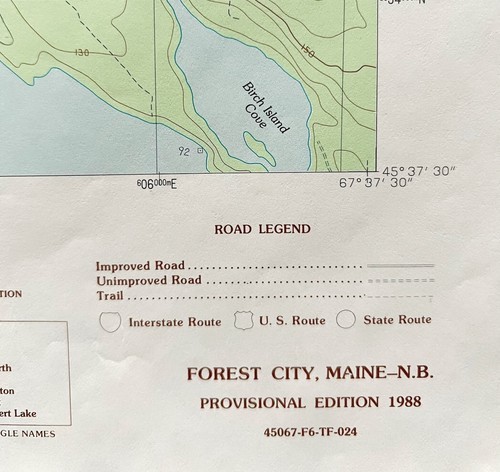 130
150
Birch Island
Cove
92
45° 37' 30"
606000mE
67° 37' 30"
ROAD LEGEND
Improved Road
Unimproved Road
Trail
Interstate Route
U. S. Route
State Route
TION
rth
ton
ert Lake
GLE NAMES
FOREST CITY, MAINE–N.B.
PROVISIONAL EDITION 1988
45067-F6-TF-024